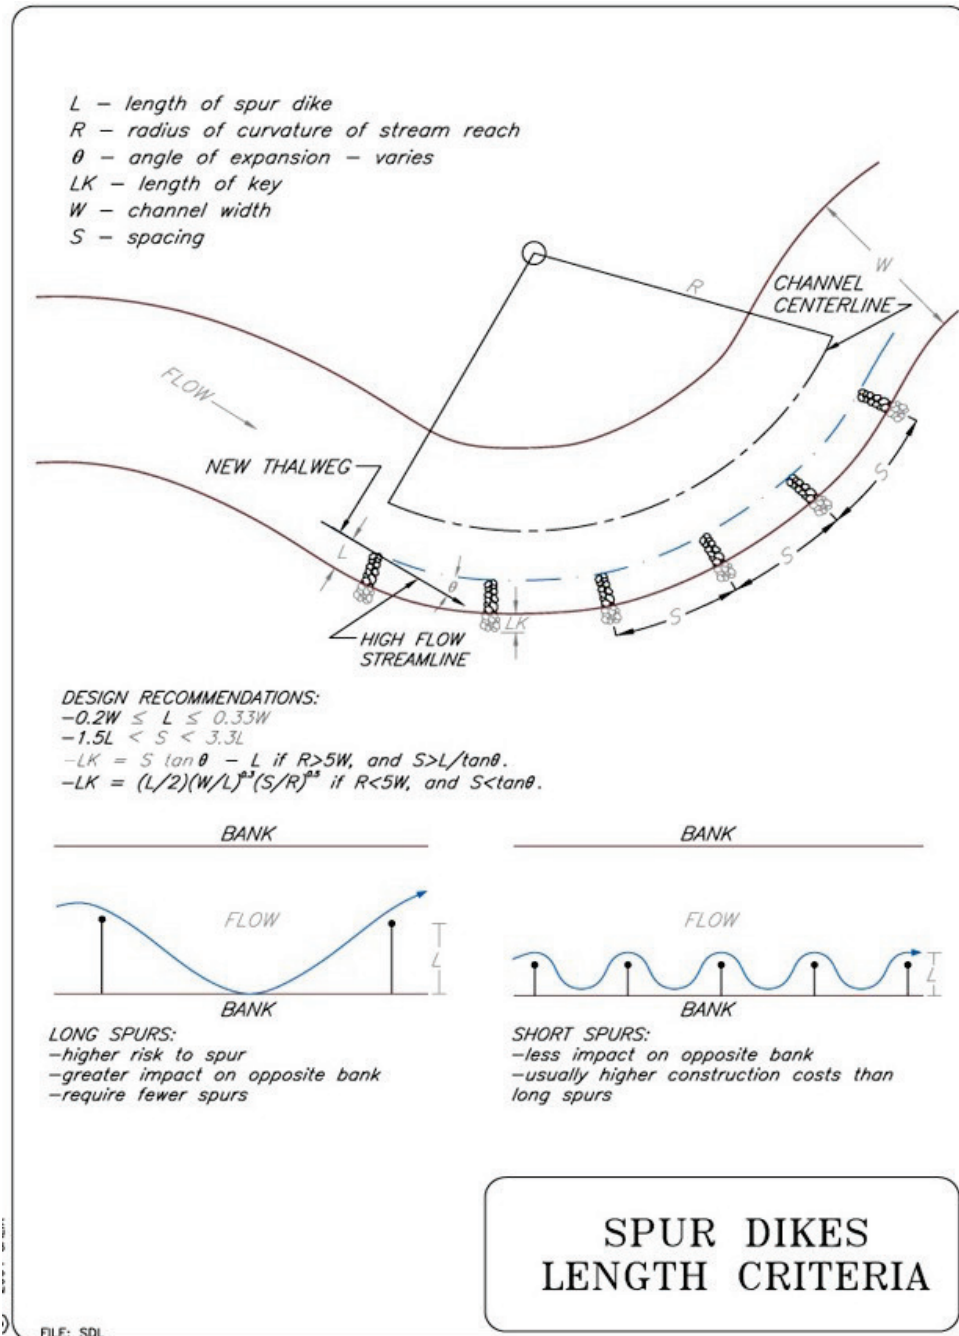 L – length of spur dike
R – radius of curvature of stream reach
θ – angle of expansion – varies
LK – length of key
W – channel width
S – spacing
W
R
CHANNEL
CENTERLINE
FLOW
NEW THALWEG
S
L
θ
S
LK
S
HIGH FLOW
STREAMLINE
DESIGN RECOMMENDATIONS:
–0.2W ≤ L ≤ 0.33W
–1.5L < S < 3.3L
–LK = S tan θ – L if R>5W, and S>L/tanθ.
–LK = (L/2)(W/L)^0.3(S/R)^0.5 if R<5W, and S<tanθ.
BANK
FLOW
L
BANK
LONG SPURS:
–higher risk to spur
–greater impact on opposite bank
–require fewer spurs
BANK
FLOW
L
BANK
SHORT SPURS:
–less impact on opposite bank
–usually higher construction costs than
long spurs
SPUR DIKES
LENGTH CRITERIA
FILE: SDL